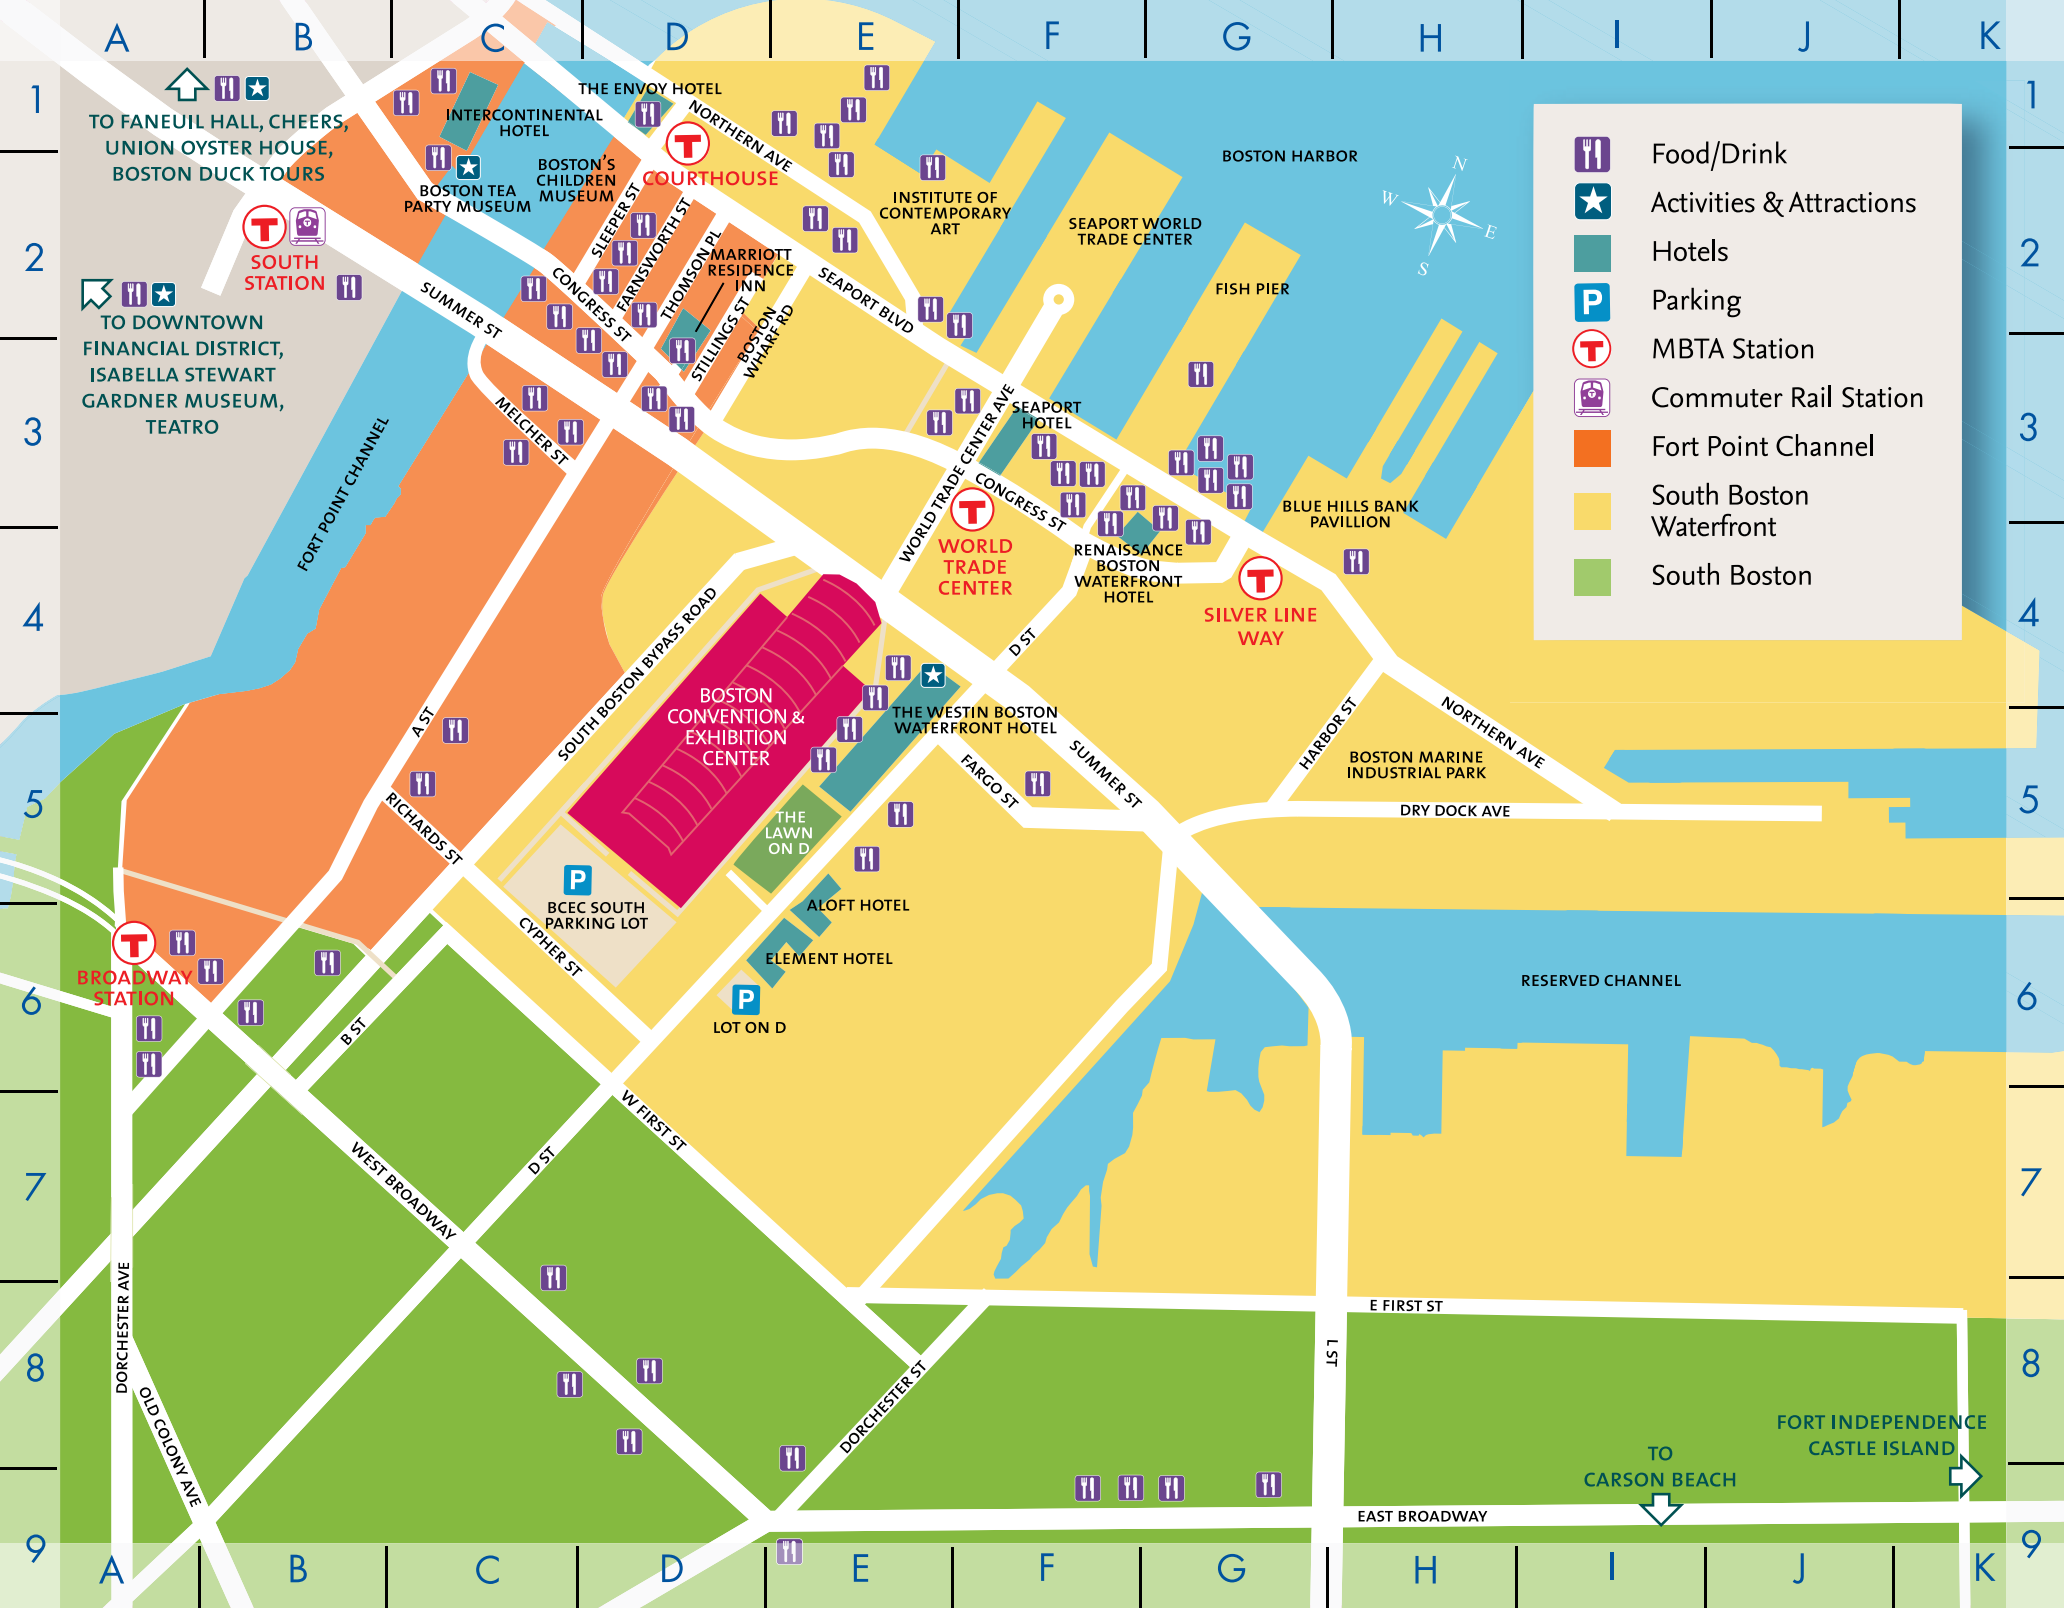 A B C D E F G H I J K
1
2
3
4
5
6
7
8
9
1
2
3
4
5
6
7
8
9
A B C D E F G H I J K
TO FANEUIL HALL, CHEERS,
UNION OYSTER HOUSE,
BOSTON DUCK TOURS
T
SOUTH
STATION
TO DOWNTOWN
FINANCIAL DISTRICT,
ISABELLA STEWART
GARDNER MUSEUM,
TEATRO
INTERCONTINENTAL
HOTEL
BOSTON TEA
PARTY MUSEUM
BOSTON'S
CHILDREN
MUSEUM
THE ENVOY HOTEL
T
COURTHOUSE
NORTHERN AVE
INSTITUTE OF
CONTEMPORARY
ART
SEAPORT WORLD
TRADE CENTER
BOSTON HARBOR
FISH PIER
N
W
E
S
SLEEPER ST
FARNSWORTH ST
THOMSON PL
MARRIOTT
RESIDENCE
INN
STILLINGS ST
BOSTON
WHARF RD
SEAPORT BLVD
CONGRESS ST
SUMMER ST
MELCHER ST
FORT POINT CHANNEL
WORLD TRADE CENTER AVE
SEAPORT
HOTEL
CONGRESS ST
T
WORLD
TRADE
CENTER
RENAISSANCE
BOSTON
WATERFRONT
HOTEL
BLUE HILLS BANK
PAVILLION
T
SILVER LINE
WAY
D ST
SOUTH BOSTON BYPASS ROAD
BOSTON
CONVENTION &
EXHIBITION
CENTER
THE WESTIN BOSTON
WATERFRONT HOTEL
A ST
RICHARDS ST
THE
LAWN
ON D
FARGO ST
SUMMER ST
HARBOR ST
NORTHERN AVE
BOSTON MARINE
INDUSTRIAL PARK
DRY DOCK AVE
P
BCEC SOUTH
PARKING LOT
CYPHER ST
ALOFT HOTEL
ELEMENT HOTEL
P
LOT ON D
T
BROADWAY
STATION
B ST
RESERVED CHANNEL
W FIRST ST
WEST BROADWAY
D ST
DORCHESTER AVE
OLD COLONY AVE
DORCHESTER ST
E FIRST ST
L ST
EAST BROADWAY
TO
CARSON BEACH
FORT INDEPENDENCE
CASTLE ISLAND
Food/Drink
Activities & Attractions
Hotels
P Parking
T MBTA Station
Commuter Rail Station
Fort Point Channel
South Boston
Waterfront
South Boston